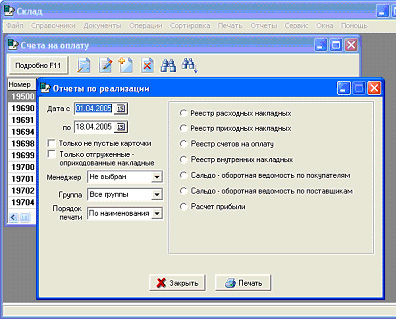 Склад
Файл Справочники Документы Операции Сортировка Печать Отчеты Сервис Окна Помощь
Счета на оплату
Подробно F11
Номер
19500
19690
19691
19694
19698
19699
19700
19701
19702
19704
Отчеты по реализации
Дата с 01.04.2005 15
по 18.04.2005 15
Только не пустые карточки
Только отгруженные -
оприходованные накладные
Менеджер Не выбран
Группа Все группы
Порядок
печати По наименования
Реестр расходных накладных
Реестр приходных накладных
Реестр счетов на оплату
Реестр внутренних накладных
Сальдо - оборотная ведомость по покупателям
Сальдо - оборотная ведомость по поставщикам
Расчет прибыли
Закрыть Печать